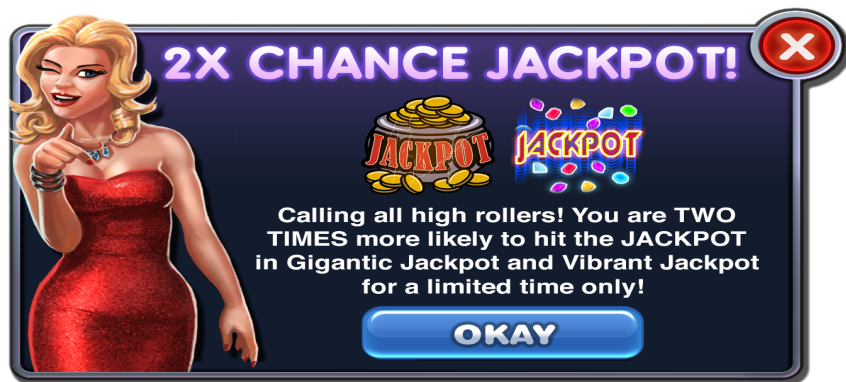 2X CHANCE JACKPOT!
JACKPOT
JACKPOT
Calling all high rollers! You are TWO
TIMES more likely to hit the JACKPOT
in Gigantic Jackpot and Vibrant Jackpot
for a limited time only!
OKAY